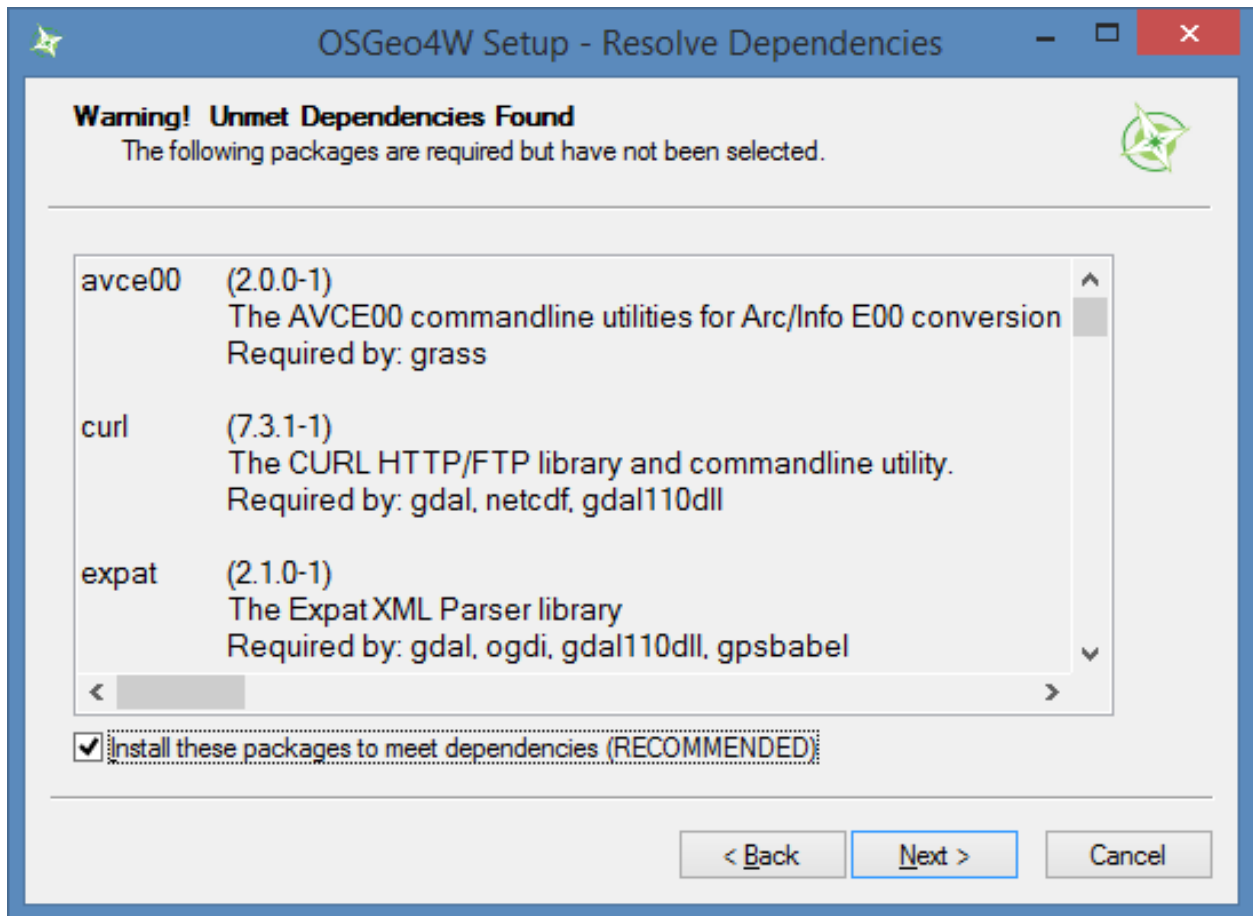 OSGeo4W Setup - Resolve Dependencies
Warning! Unmet Dependencies Found
The following packages are required but have not been selected.
avce00 (2.0.0-1)
The AVCE00 commandline utilities for Arc/Info E00 conversion
Required by: grass
curl (7.3.1-1)
The CURL HTTP/FTP library and commandline utility.
Required by: gdal, netcdf, gdal110dll
expat (2.1.0-1)
The Expat XML Parser library
Required by: gdal, ogdi, gdal110dll, gpsbabel
Install these packages to meet dependencies (RECOMMENDED)
< Back Next > Cancel